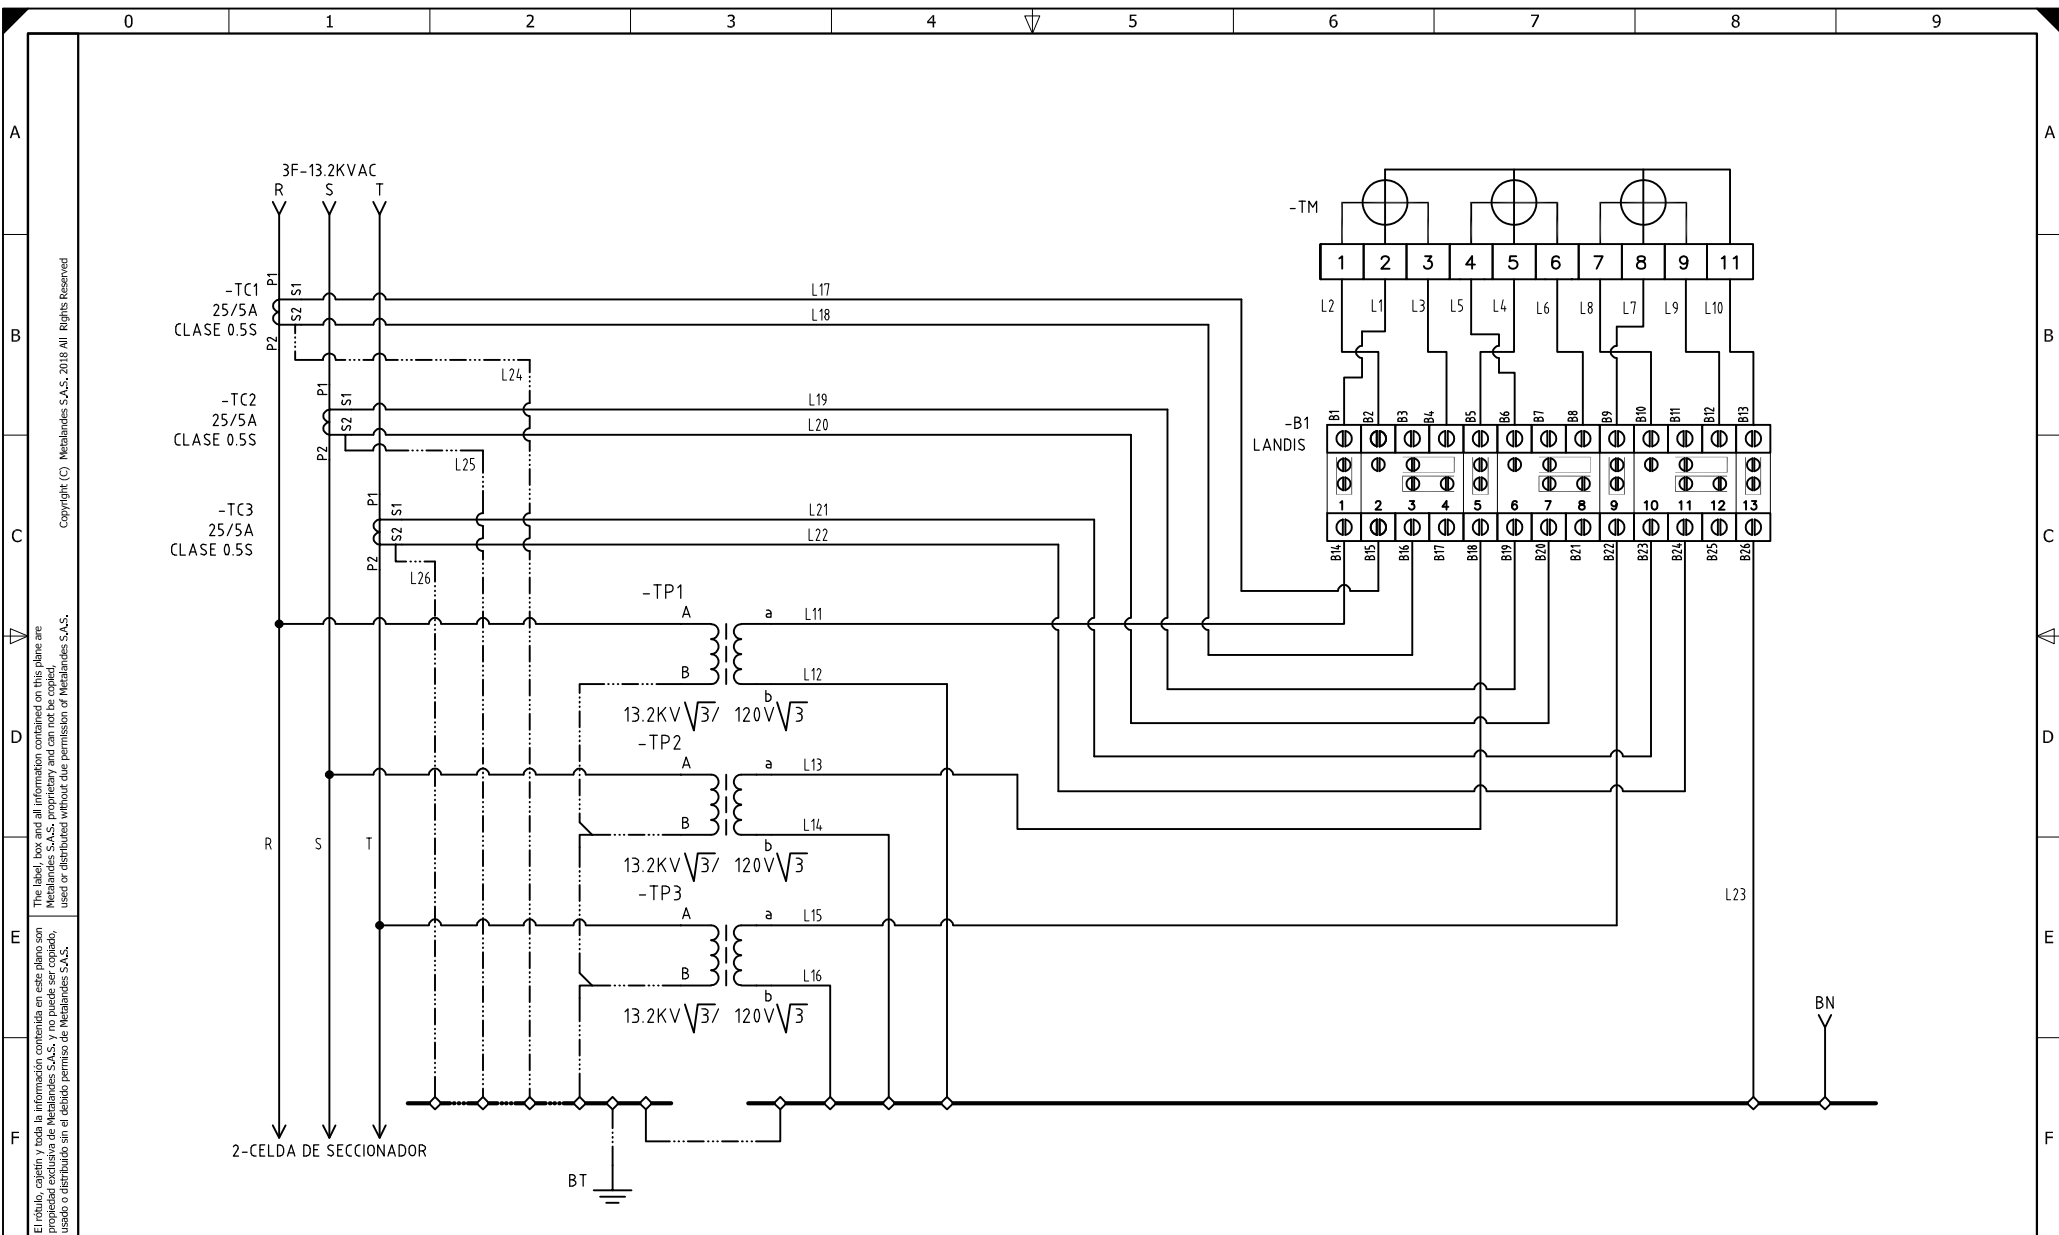 0 1 2 3 4 5 6 7 8 9
A A
3F-13.2KVAC
R S T
-TM
1 2 3 4 5 6 7 8 9 11
L2 L1 L3 L5 L4 L6 L8 L7 L9 L10
B B
-TC1
25/5A
CLASE 0.5S
P1 S1 S2 P2
L17
L18
L24
-TC2
25/5A
CLASE 0.5S
P1 S1 S2 P2
L19
L20
L25
-B1
LANDIS
B1 B2 B3 B4 B5 B6 B7 B8 B9 B10 B11 B12 B13
1 2 3 4 5 6 7 8 9 10 11 12 13
B14 B15 B16 B17 B18 B19 B20 B21 B22 B23 B24 B25 B26
C C
-TC3
25/5A
CLASE 0.5S
P1 S1 S2 P2
L21
L22
L26
-TP1
A a L11
B L12
b
13.2KV√3/ 120V√3
D D
-TP2
A a L13
B L14
b
13.2KV√3/ 120V√3
R S T
-TP3
A a L15
B L16
b
13.2KV√3/ 120V√3
L23
E E
BN
F F
2-CELDA DE SECCIONADOR
BT
Copyright (C) Metalandes S.A.S. 2018 All Rights Reserved
The label, box and all information contained on this plane are
Metalandes S.A.S. proprietary and can not be copied,
used or distributed without due permission of Metalandes S.A.S.
El rótulo, cajetín y toda la información contenida en este plano son
propiedad exclusiva de Metalandes S.A.S. y no puede ser copiado,
usado o distribuido sin el debido permiso de Metalandes S.A.S.